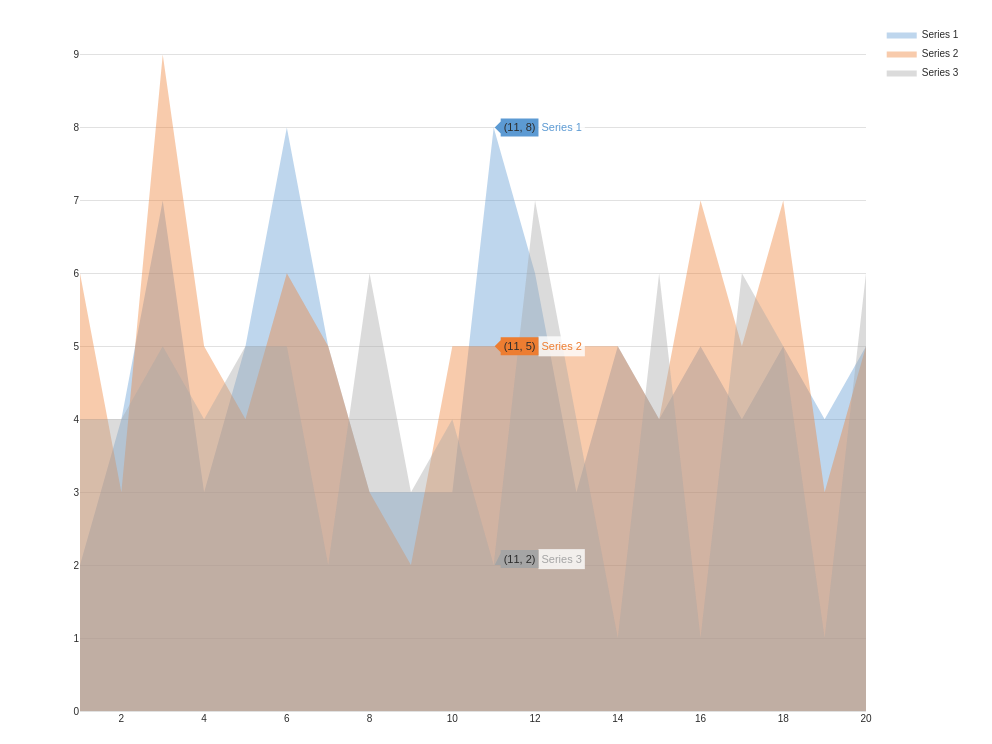 Series 1
Series 2
Series 3
9
8
7
6
5
4
3
2
1
0
(11, 8) Series 1
(11, 5) Series 2
(11, 2) Series 3
2 4 6 8 10 12 14 16 18 20